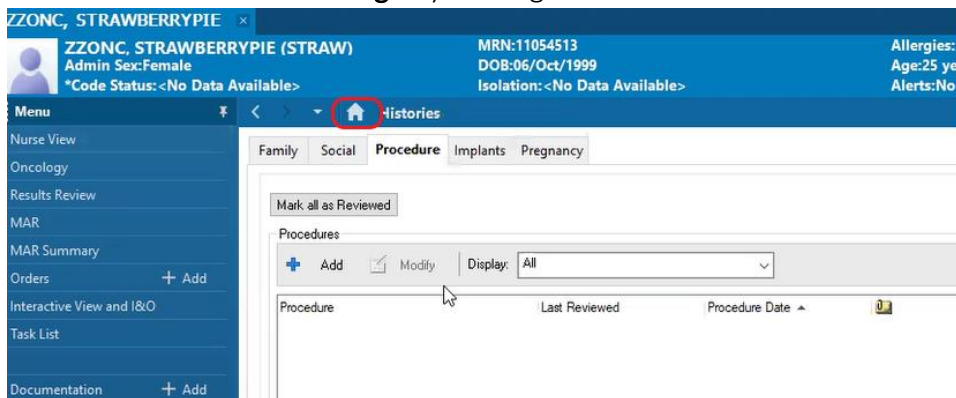 ZZONC, STRAWBERRYPIE ×
ZZONC, STRAWBERRYPIE (STRAW)
MRN:11054513
Allergies:
Admin Sex:Female
DOB:06/Oct/1999
Age:25 ye
*Code Status:<No Data Available>
Isolation:<No Data Available>
Alerts:No
Menu
Histories
Nurse View
Oncology
Results Review
MAR
MAR Summary
Orders + Add
Interactive View and I&O
Task List
Documentation + Add
Family Social Procedure Implants Pregnancy
Mark all as Reviewed
Procedures
Add Modify Display: All
Procedure Last Reviewed Procedure Date